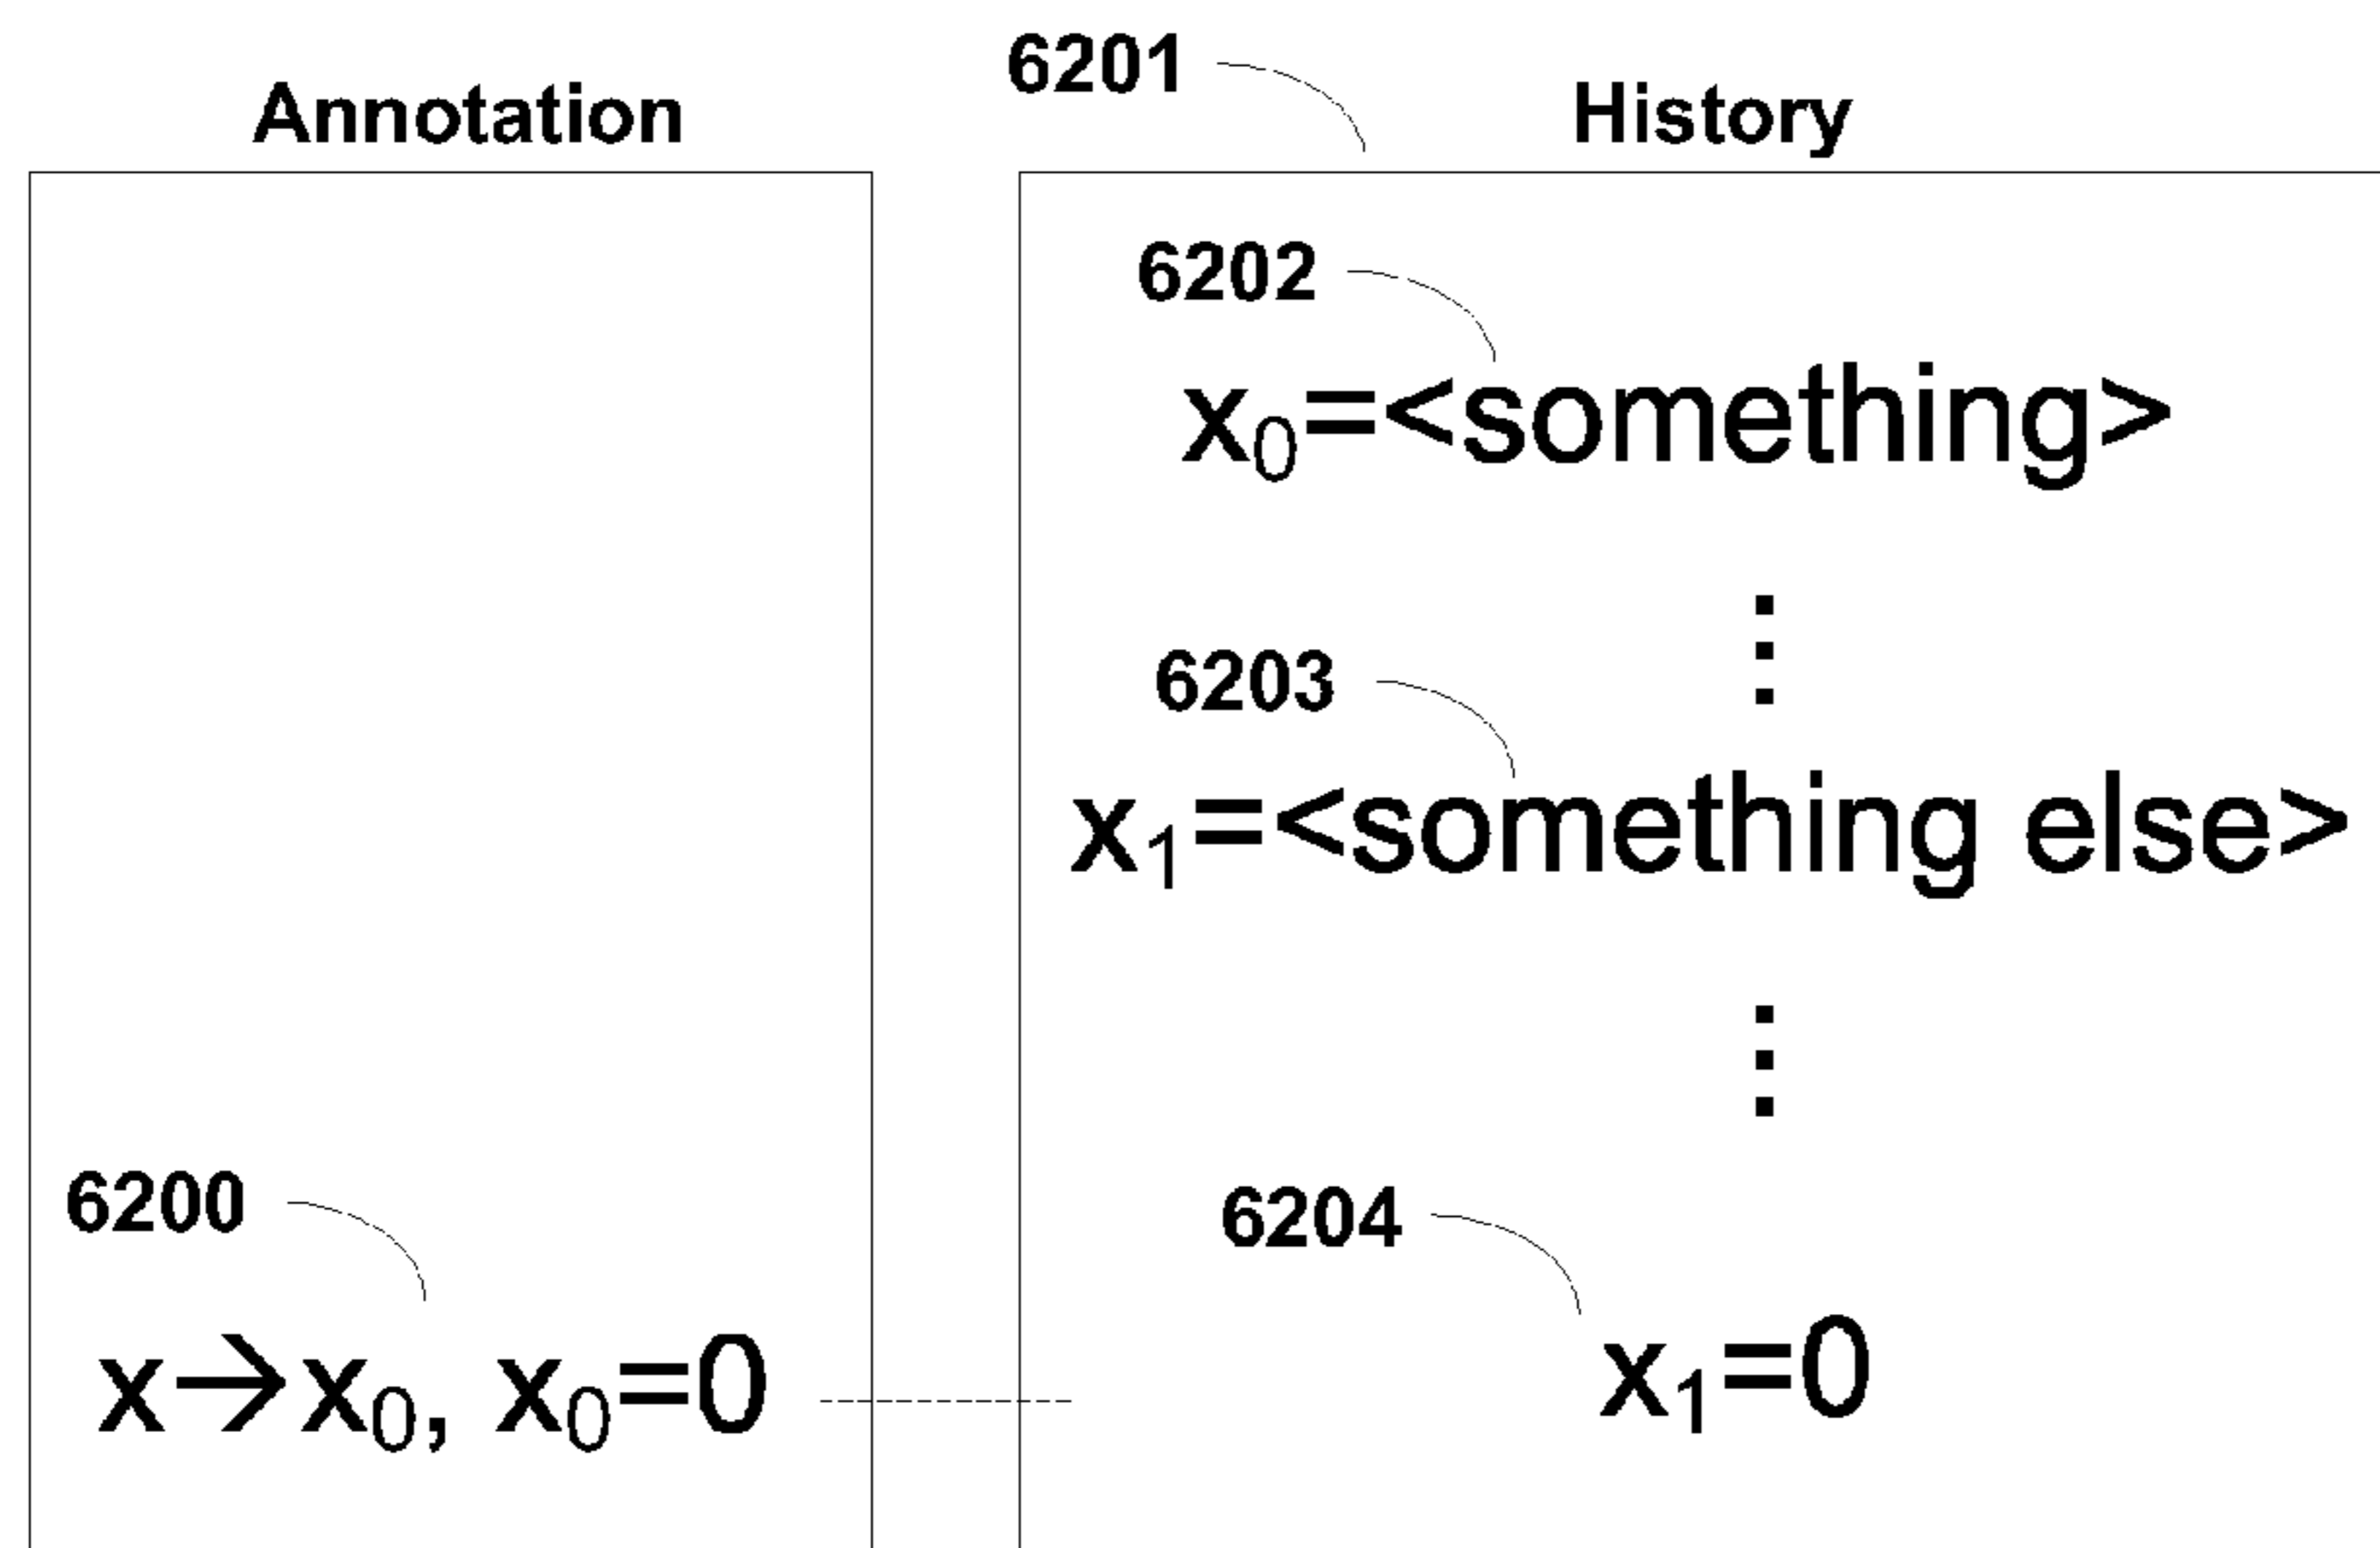 6201
Annotation
History
6202
x₀=<something>
⋮
6203
x₁=<something else>
⋮
6200
6204
x→x₀, x₀=0
x₁=0